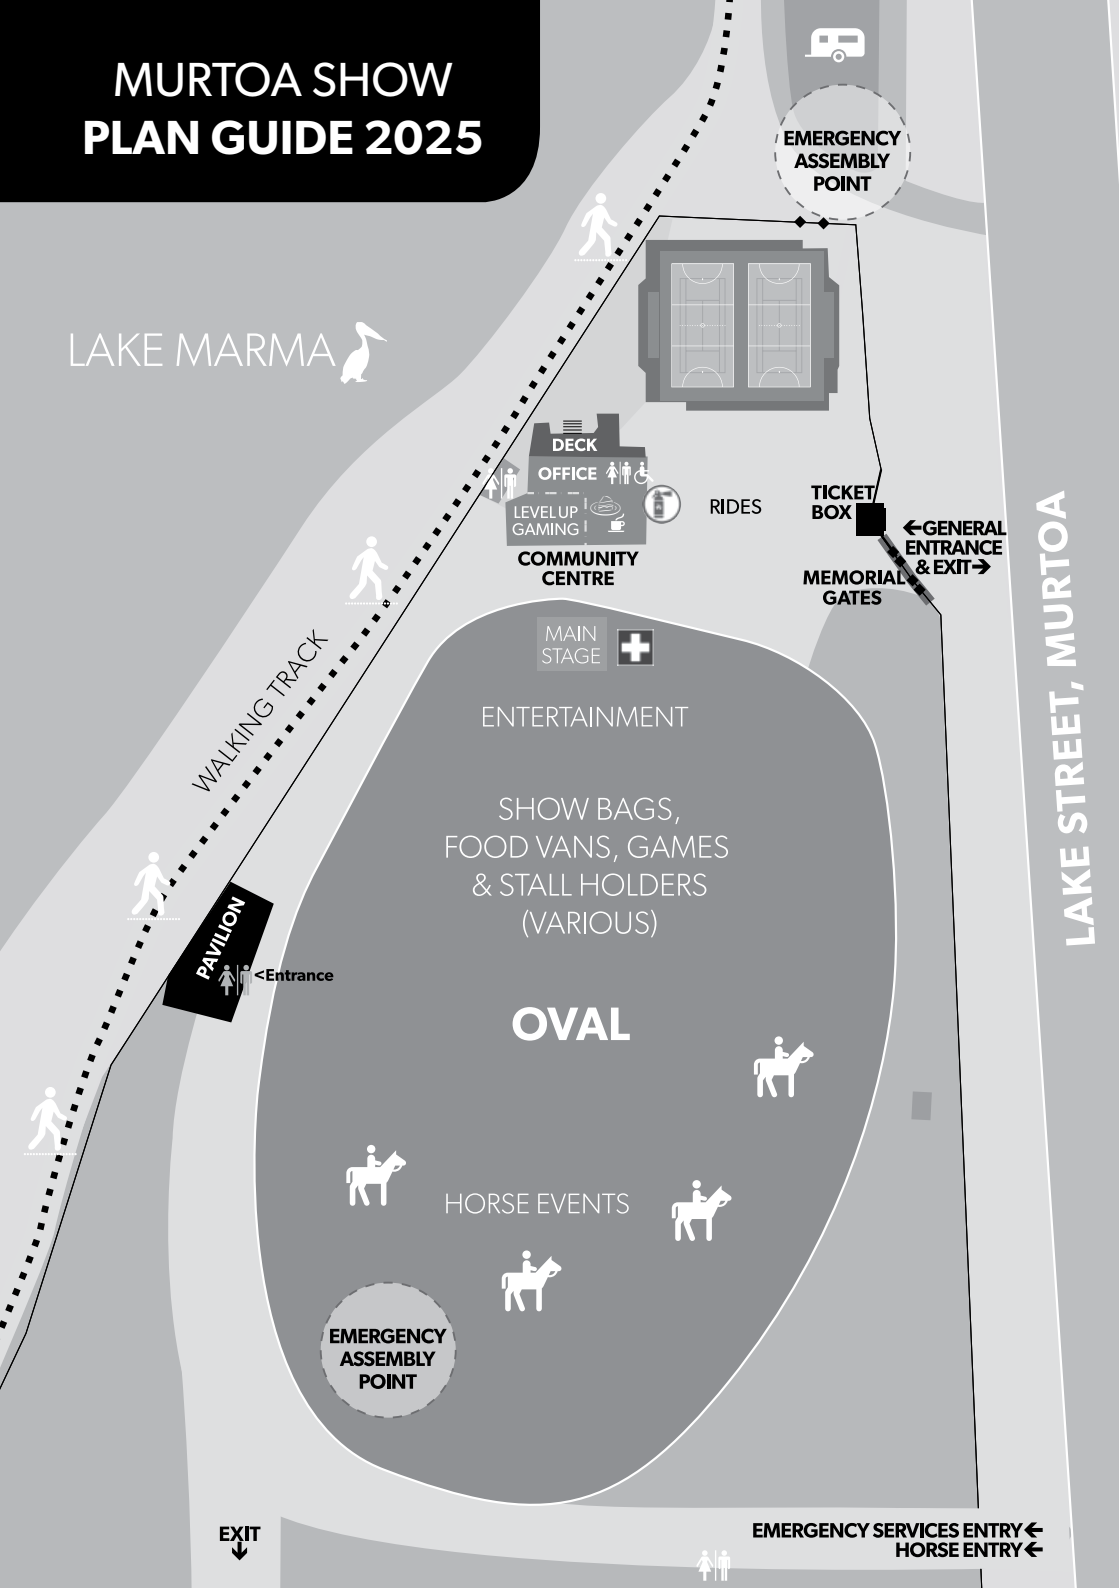 MURTOA SHOW
PLAN GUIDE 2025
EMERGENCY
ASSEMBLY
POINT
LAKE MARMA
DECK
OFFICE
LEVEL UP
GAMING
COMMUNITY
CENTRE
RIDES
TICKET
BOX
←GENERAL
ENTRANCE
& EXIT→
MEMORIAL
GATES
LAKE STREET, MURTOA
MAIN
STAGE
WALKING TRACK
ENTERTAINMENT
SHOW BAGS,
FOOD VANS, GAMES
& STALL HOLDERS
(VARIOUS)
PAVILION
<Entrance
OVAL
HORSE EVENTS
EMERGENCY
ASSEMBLY
POINT
EXIT
↓
EMERGENCY SERVICES ENTRY←
HORSE ENTRY←